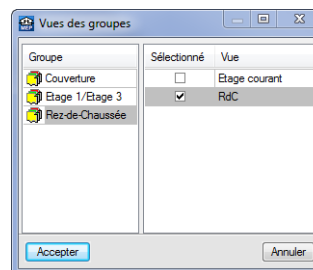 Vues des groupes
Groupe
Sélectionné Vue
Couverture
Etage courant
Etage 1/Etage 3
RdC
Rez-de-Chaussée
Accepter
Annuler